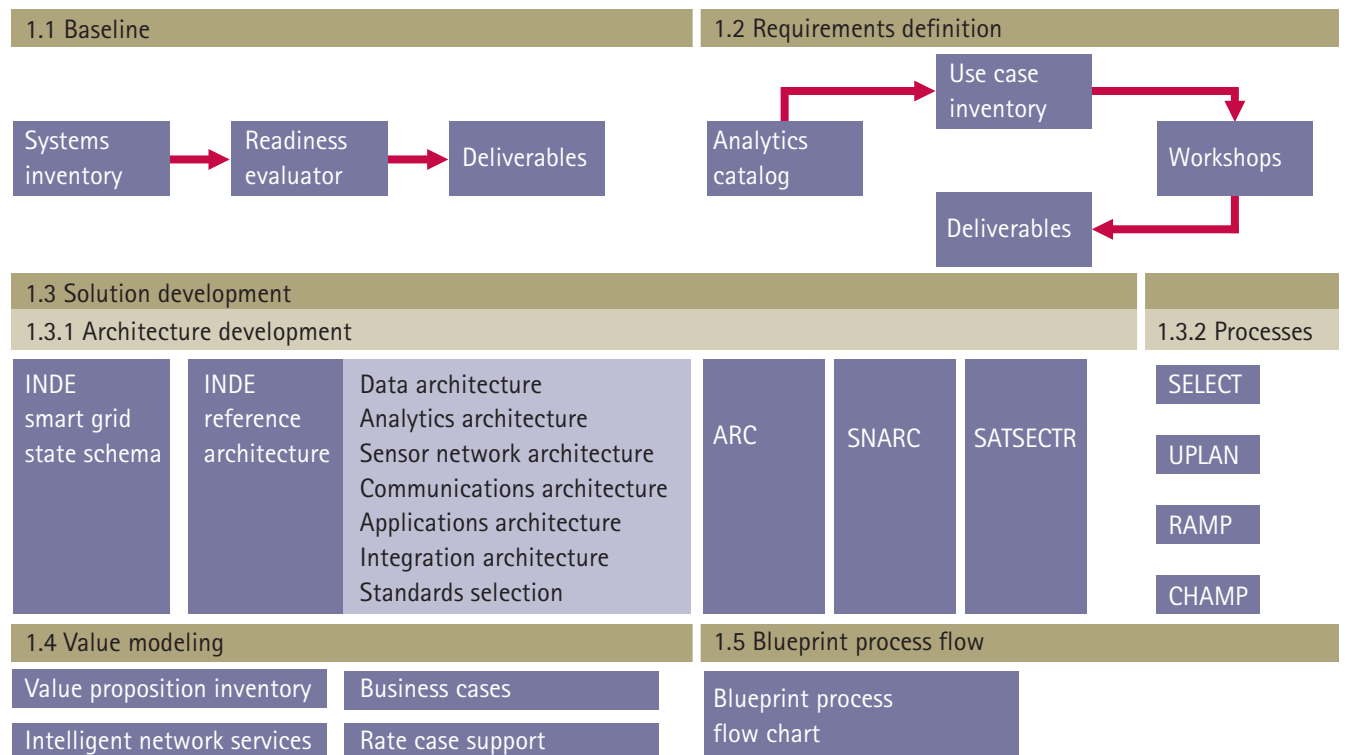 1.1 Baseline
Systems
inventory
Readiness
evaluator
Deliverables
1.2 Requirements definition
Analytics
catalog
Use case
inventory
Workshops
Deliverables
1.3 Solution development
1.3.1 Architecture development
INDE
smart grid
state schema
INDE
reference
architecture
Data architecture
Analytics architecture
Sensor network architecture
Communications architecture
Applications architecture
Integration architecture
Standards selection
ARC
SNARC
SATSECTR
1.3.2 Processes
SELECT
UPLAN
RAMP
CHAMP
1.4 Value modeling
Value proposition inventory
Business cases
Intelligent network services
Rate case support
1.5 Blueprint process flow
Blueprint process
flow chart